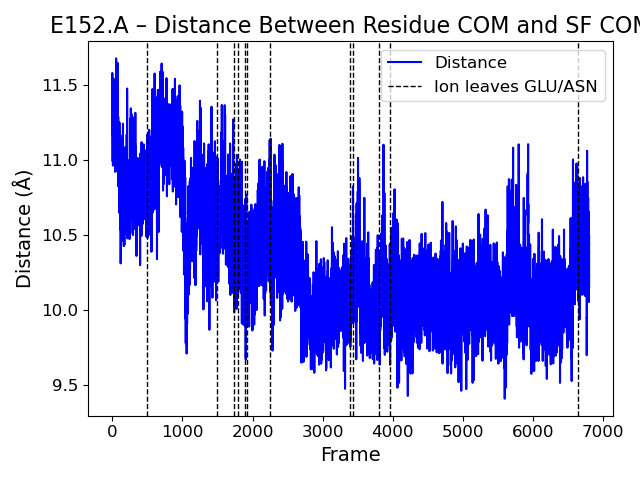 E152.A – Distance Between Residue COM and SF COM
Distance
Ion leaves GLU/ASN
Distance (Å)
11.5
11.0
10.5
10.0
9.5
0 1000 2000 3000 4000 5000 6000 7000
Frame